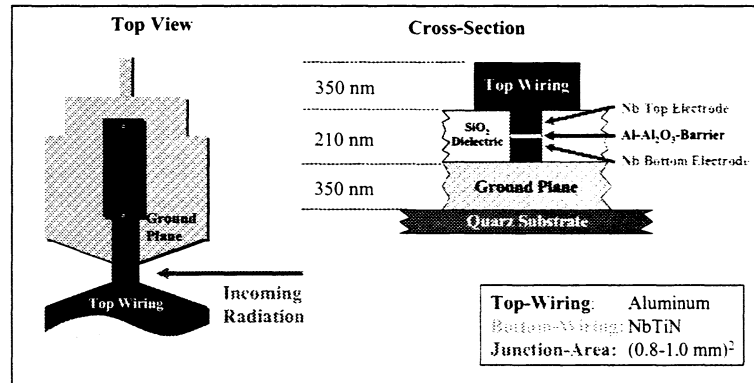 Top View
Cross-Section
350 nm
Top Wiring
Nb Top Electrode
SiO₂
Dielectric
Al-Al₂O₃-Barrier
210 nm
Nb Bottom Electrode
350 nm
Ground Plane
Quarz Substrate
Ground
Plane
Top Wiring
Incoming
Radiation
Top-Wiring: Aluminum
Bottom-Wiring: NbTiN
Junction-Area: (0.8-1.0 mm)²